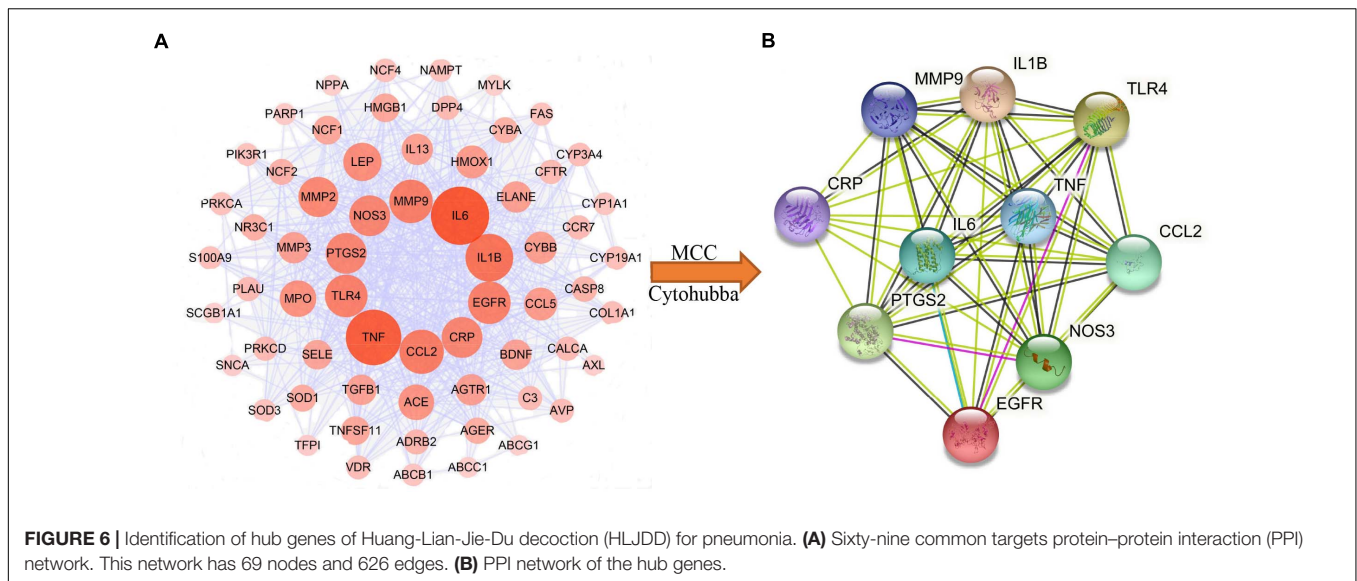 A
NCF4
NAMPT
NPPA
MYLK
PARP1
HMGB1
DPP4
FAS
NCF1
CYBA
PIK3R1
LEP
IL13
HMOX1
CYP3A4
NCF2
CFTR
PRKCA
MMP2
MMP9
ELANE
CYP1A1
NOS3
IL6
NR3C1
CCR7
S100A9
MMP3
PTGS2
IL1B
CYBB
CYP19A1
PLAU
CASP8
MPO
TLR4
EGFR
CCL5
SCGB1A1
COL1A1
TNF
CRP
PRKCD
SELE
CCL2
BDNF
CALCA
SNCA
AXL
TGFB1
AGTR1
SOD1
ACE
C3
SOD3
AVP
TNFSF11
ADRB2
AGER
TFPI
ABCG1
VDR
ABCB1
ABCC1
MCC
Cytohubba
B
IL1B
MMP9
TLR4
CRP
TNF
IL6
CCL2
PTGS2
NOS3
EGFR
FIGURE 6 | Identification of hub genes of Huang-Lian-Jie-Du decoction (HLJDD) for pneumonia. (A) Sixty-nine common targets protein–protein interaction (PPI)
network. This network has 69 nodes and 626 edges. (B) PPI network of the hub genes.